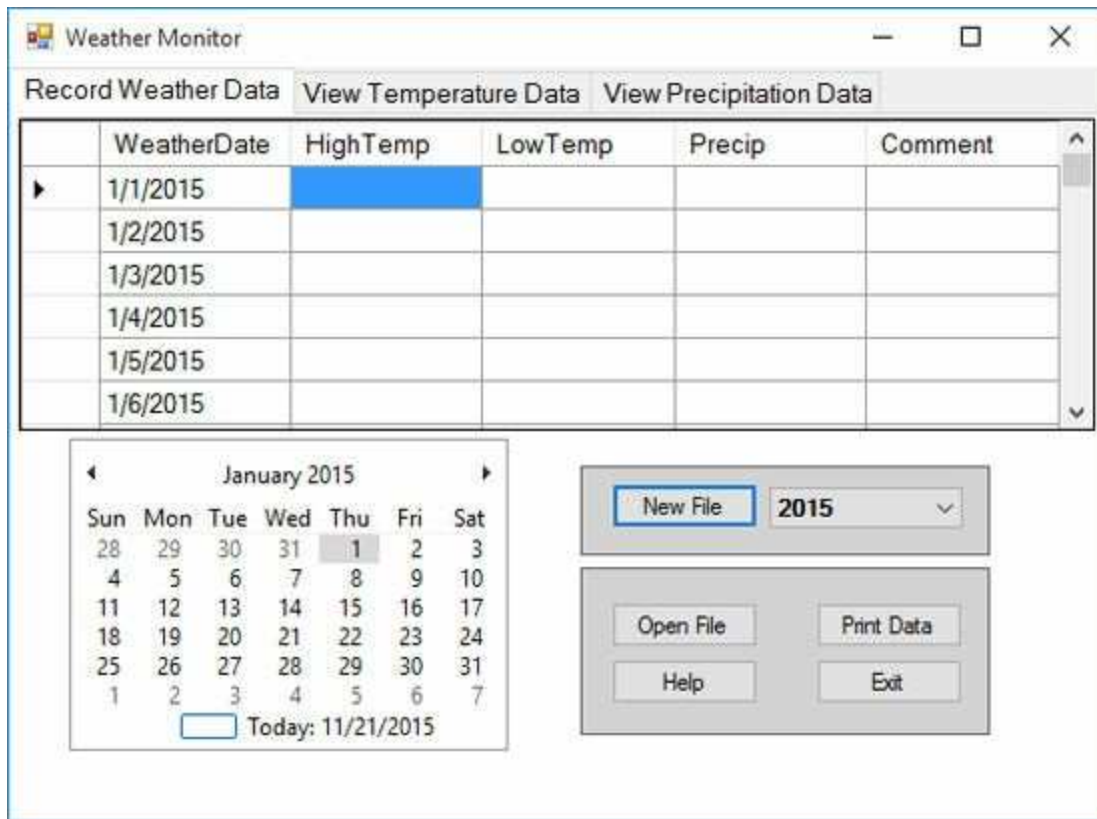 Weather Monitor
Record Weather Data View Temperature Data View Precipitation Data
WeatherDate HighTemp LowTemp Precip Comment
1/1/2015
1/2/2015
1/3/2015
1/4/2015
1/5/2015
1/6/2015
January 2015
Sun Mon Tue Wed Thu Fri Sat
28 29 30 31 1 2 3
4 5 6 7 8 9 10
11 12 13 14 15 16 17
18 19 20 21 22 23 24
25 26 27 28 29 30 31
1 2 3 4 5 6 7
Today: 11/21/2015
New File 2015
Open File Print Data
Help Exit